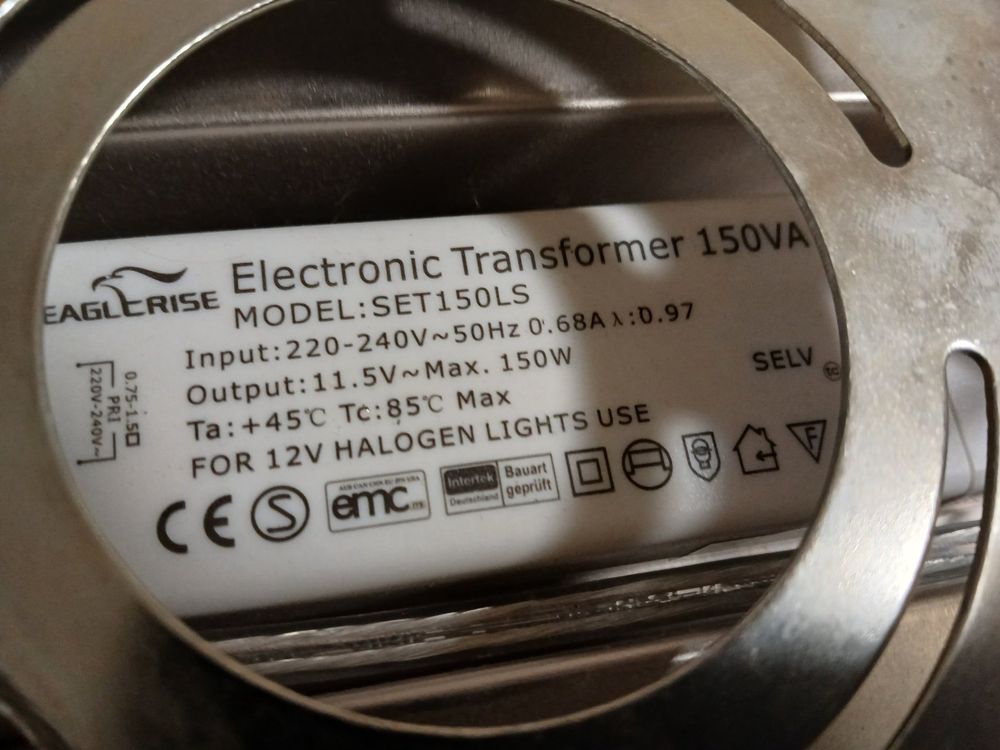 EAGLERISE
Electronic Transformer 150VA
MODEL:SET150LS
Input:220-240V~50Hz 0.68A λ:0.97
Output:11.5V~Max. 150W
Ta:+45℃ Tc:85℃ Max
FOR 12V HALOGEN LIGHTS USE
SELV
tc
0.75-1.5
PRI
220V-240V~
CE
S
emc
Intertek
Deutschland
Bauart
geprüft
F